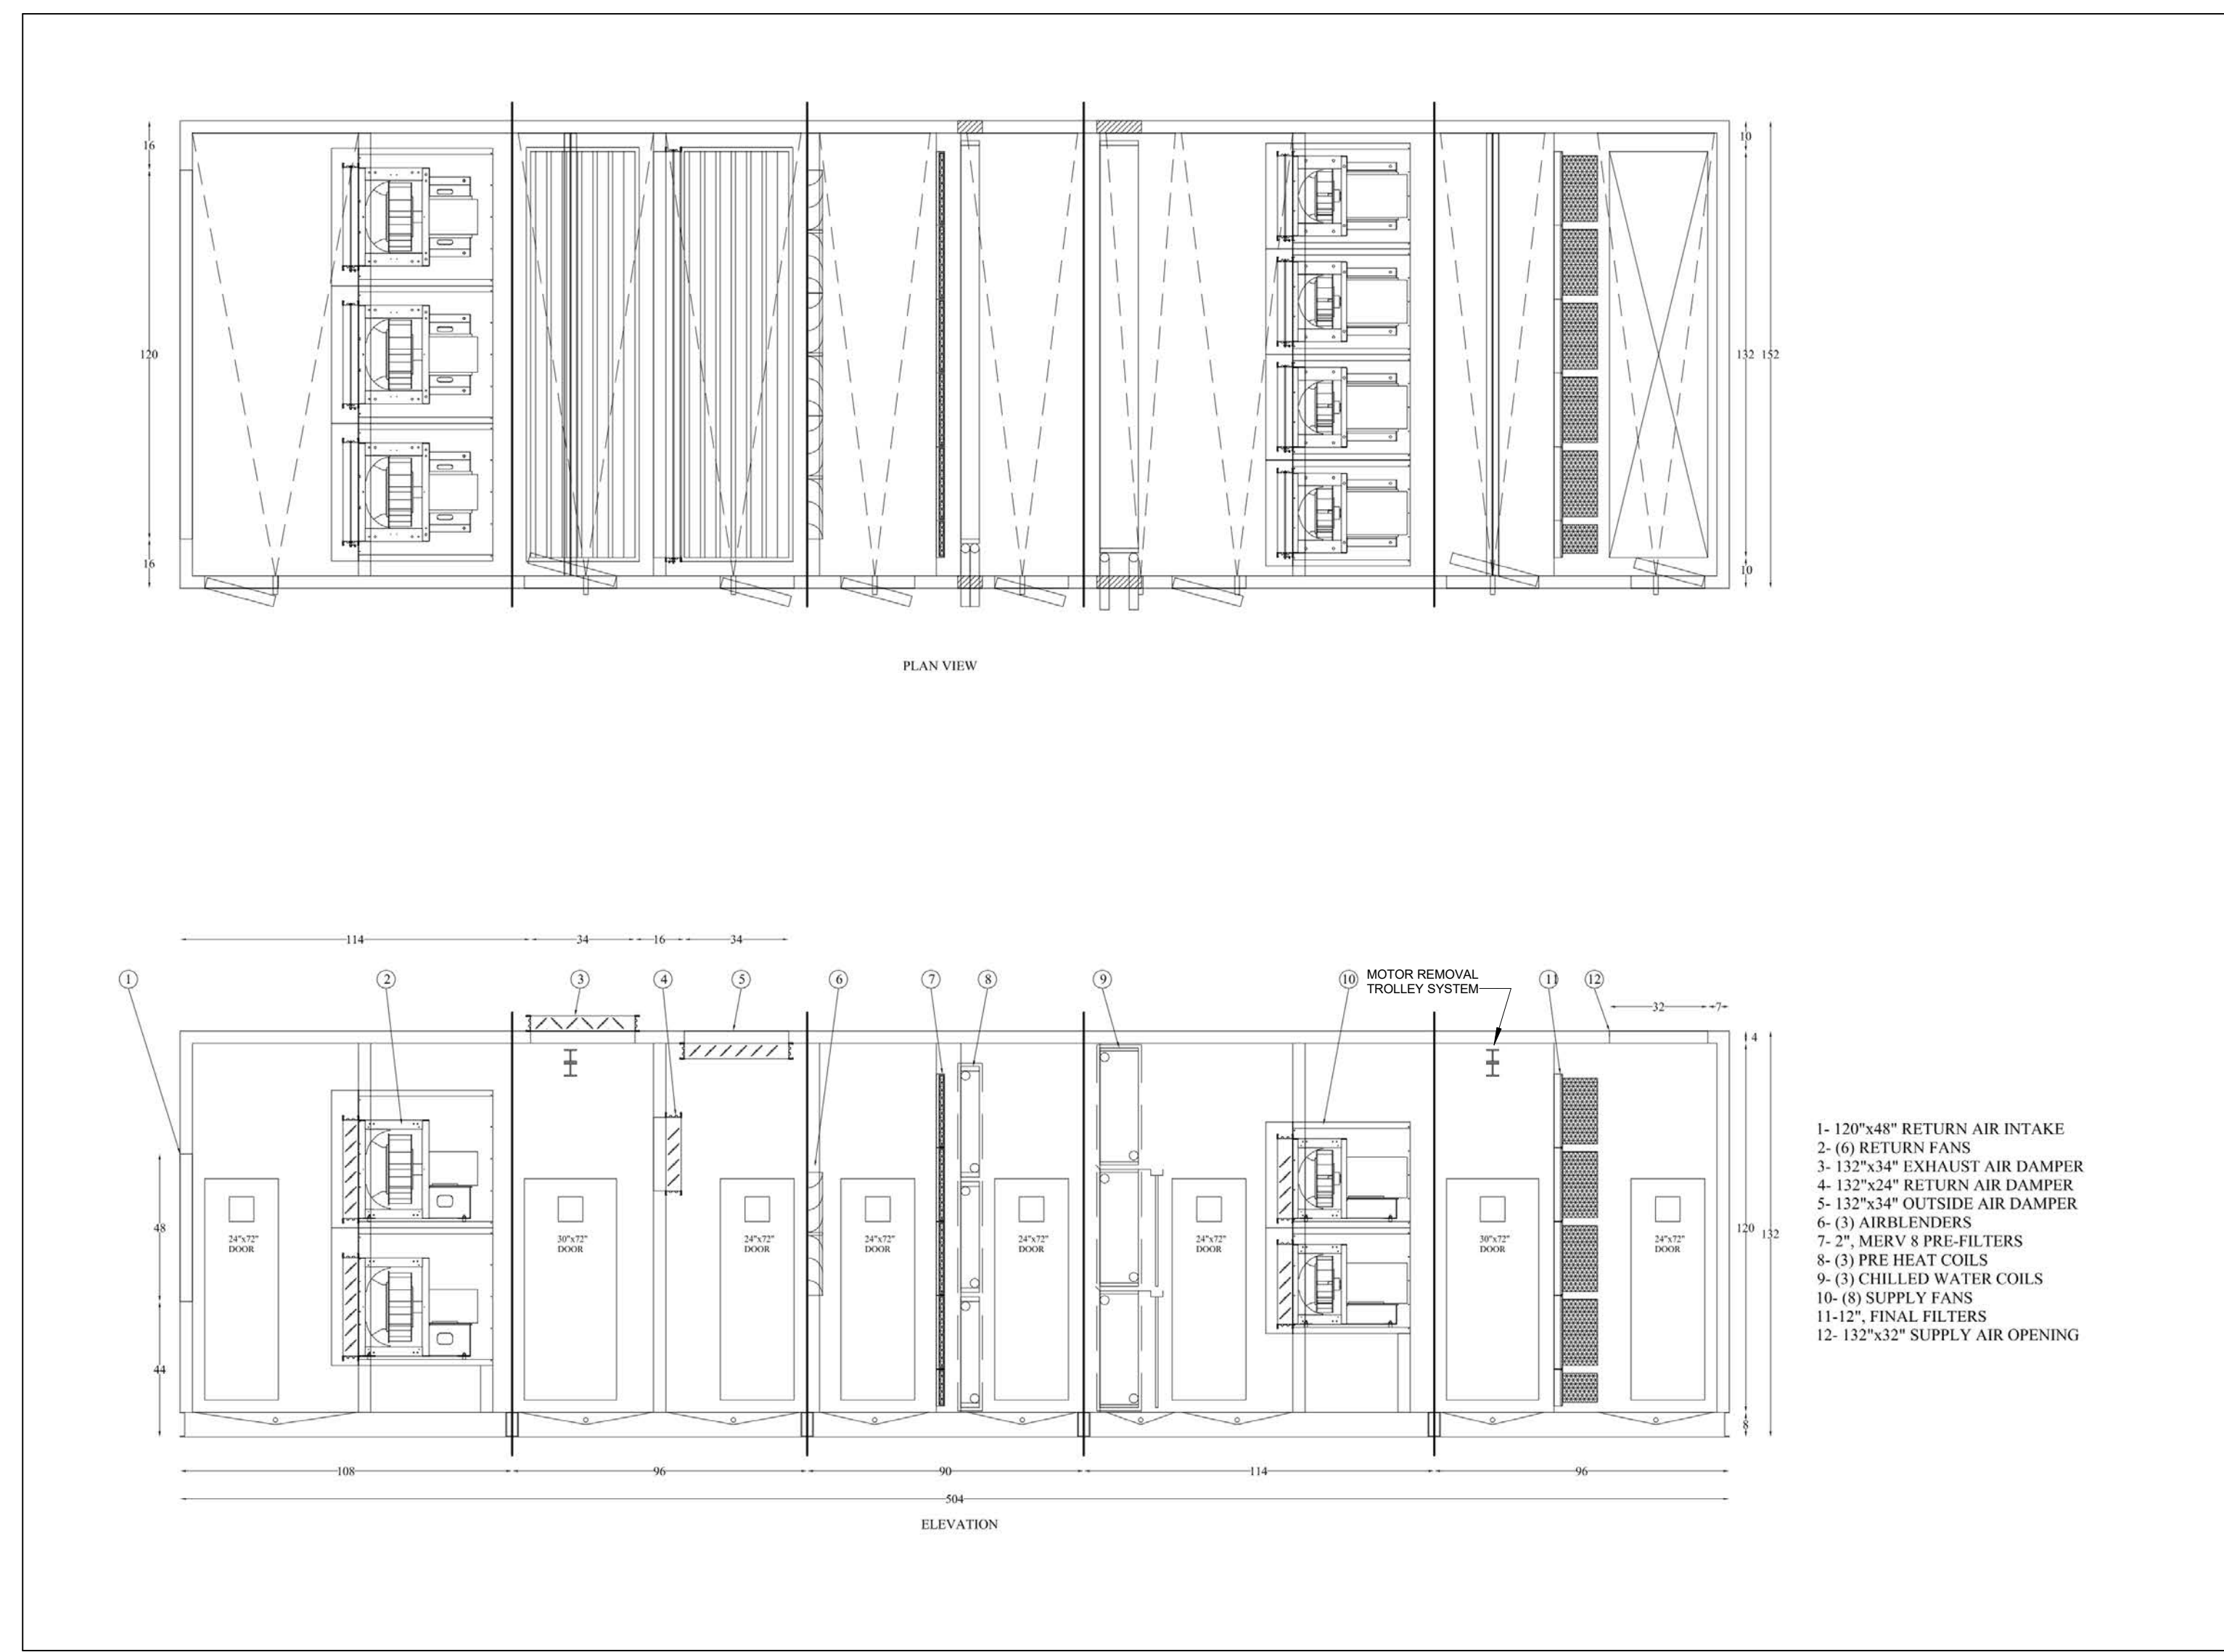 16
120
16
10
132 152
10
PLAN VIEW
114
34
16
34
1
2
3
4
5
6
7
8
9
10
MOTOR REMOVAL
TROLLEY SYSTEM
11
12
32
7
4
48
44
120
132
8
24"x72"
DOOR
30"x72"
DOOR
24"x72"
DOOR
24"x72"
DOOR
24"x72"
DOOR
24"x72"
DOOR
30"x72"
DOOR
24"x72"
DOOR
1- 120"x48" RETURN AIR INTAKE
2- (6) RETURN FANS
3- 132"x34" EXHAUST AIR DAMPER
4- 132"x24" RETURN AIR DAMPER
5- 132"x34" OUTSIDE AIR DAMPER
6- (3) AIRBLENDERS
7- 2", MERV 8 PRE-FILTERS
8- (3) PRE HEAT COILS
9- (3) CHILLED WATER COILS
10- (8) SUPPLY FANS
11-12", FINAL FILTERS
12- 132"x32" SUPPLY AIR OPENING
108
96
90
114
96
504
ELEVATION